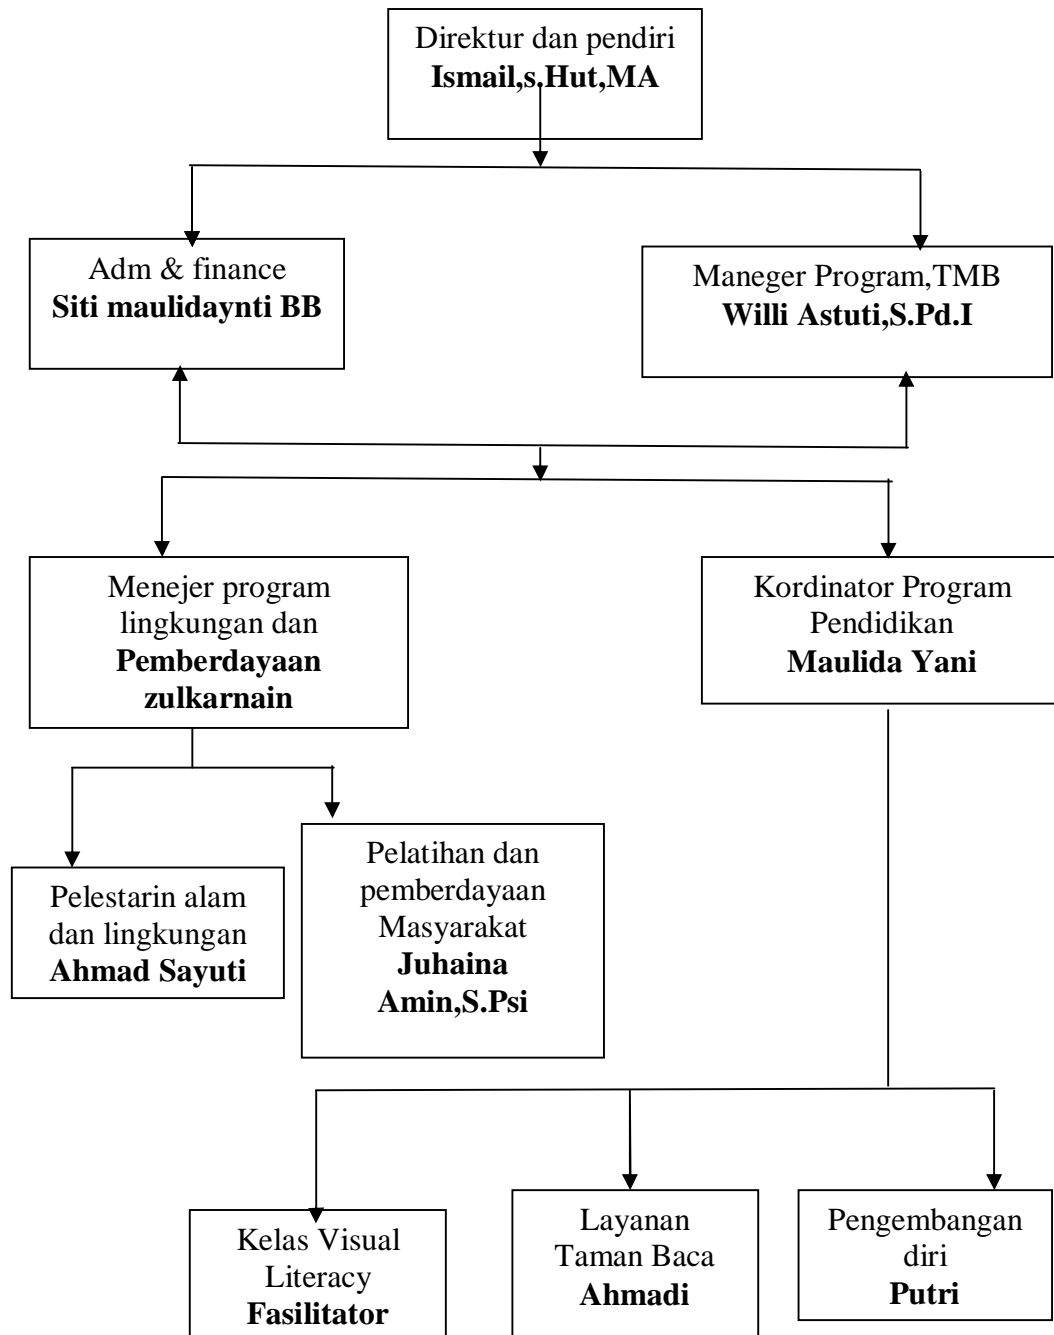 Direktur dan pendiri
Ismail,s.Hut,MA
Adm & finance
Siti maulidaynti BB
Maneger Program,TMB
Willi Astuti,S.Pd.I
Menejer program
lingkungan dan
Pemberdayaan
zulkarnain
Kordinator Program
Pendidikan
Maulida Yani
Pelestarin alam
dan lingkungan
Ahmad Sayuti
Pelatihan dan
pemberdayaan
Masyarakat
Juhaina
Amin,S.Psi
Kelas Visual
Literacy
Fasilitator
Layanan
Taman Baca
Ahmadi
Pengembangan
diri
Putri